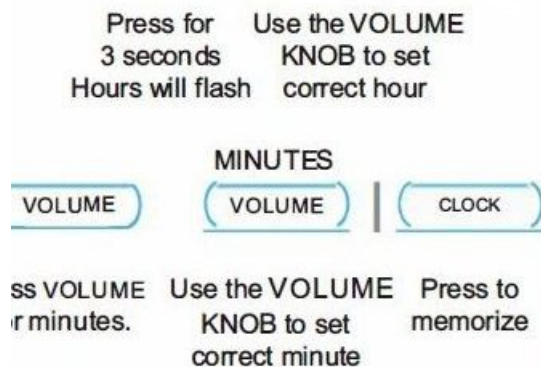 Press for
3 seconds
Hours will flash
Use the VOLUME
KNOB to set
correct hour
MINUTES
VOLUME
VOLUME
CLOCK
VOLUME
minutes.
Use the VOLUME
KNOB to set
correct minute
Press to
memorize